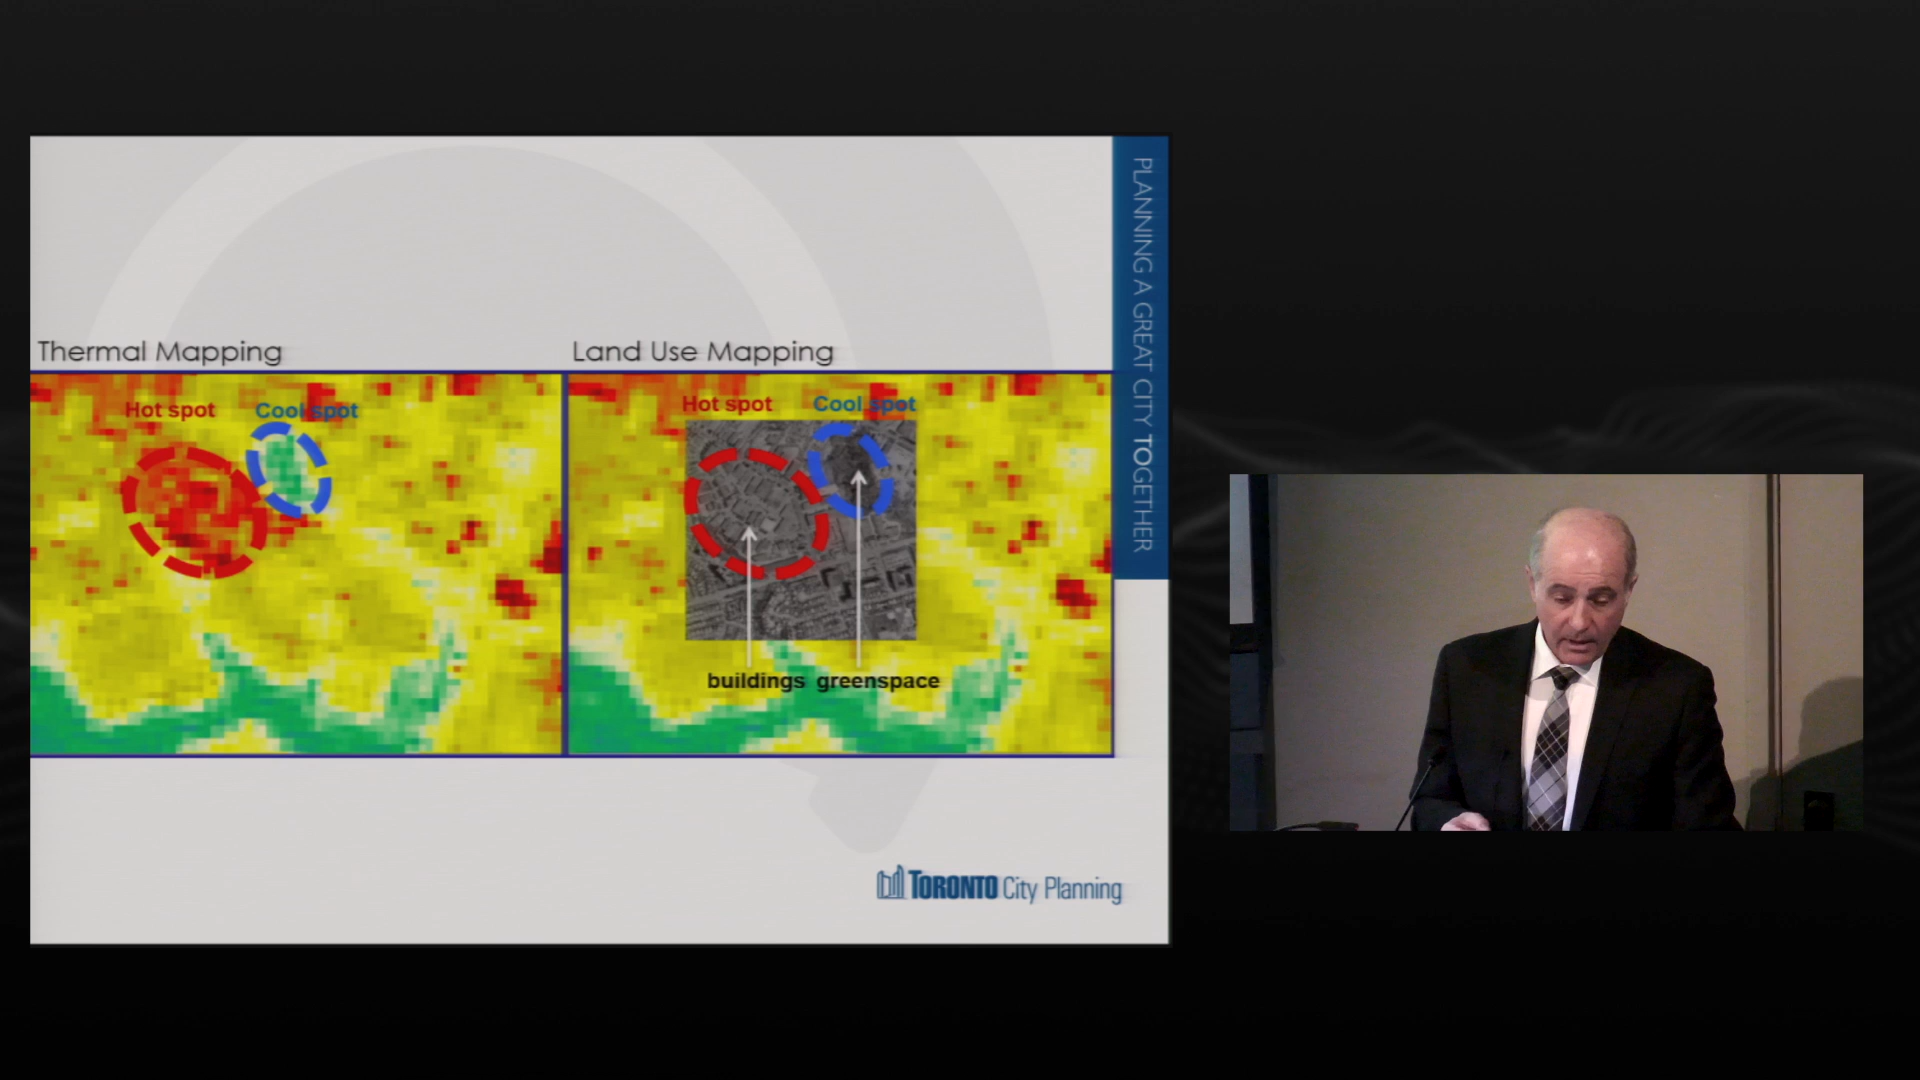 Thermal Mapping
Land Use Mapping
Hot spot
Cool spot
Hot spot
Cool spot
buildings
greenspace
PLANNING A GREAT CITY TOGETHER
TORONTO City Planning